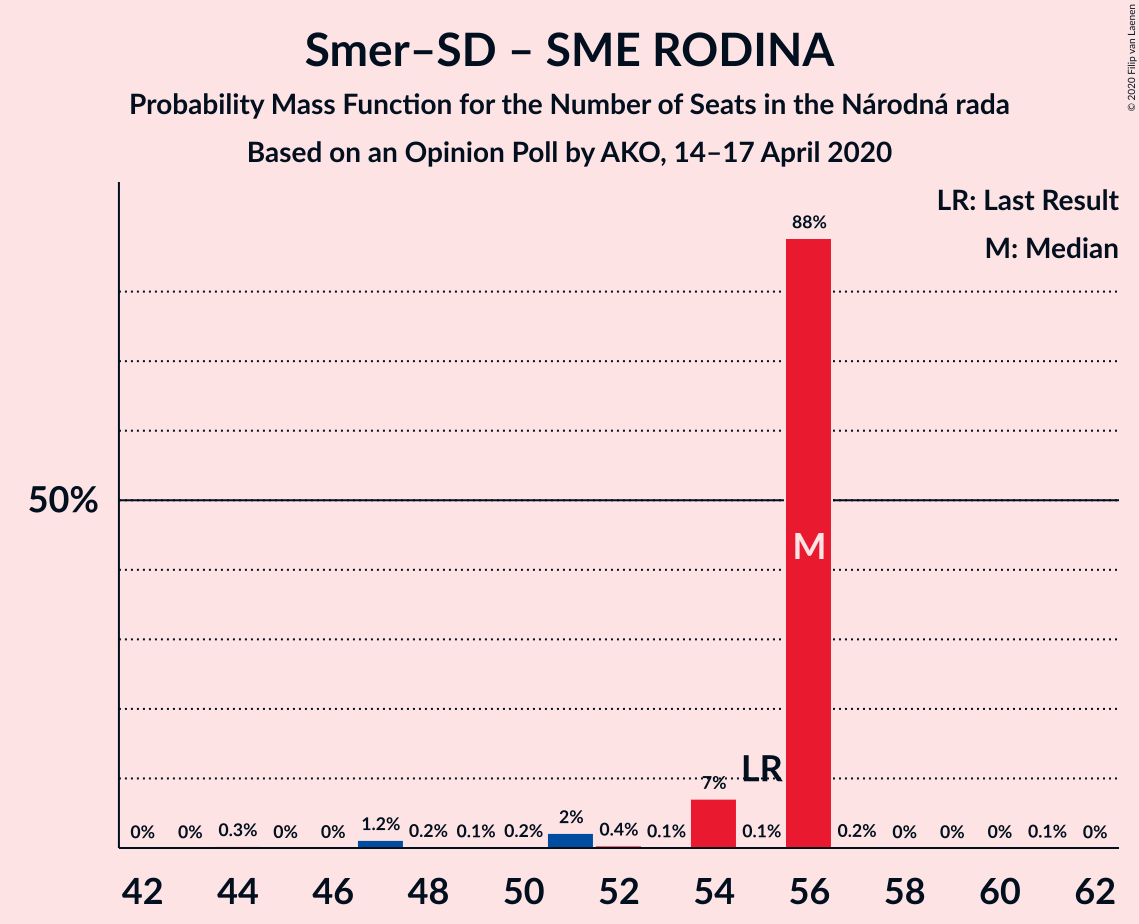 Smer–SD – SME RODINA
Probability Mass Function for the Number of Seats in the Národná rada
Based on an Opinion Poll by AKO, 14–17 April 2020
© 2020 Filip van Laenen
LR: Last Result
M: Median
88%
50%
M
LR
7%
0% 0% 0.3% 0% 0% 1.2% 0.2% 0.1% 0.2% 2% 0.4% 0.1% 0.1% 0.2% 0% 0% 0% 0.1% 0%
42 44 46 48 50 52 54 56 58 60 62